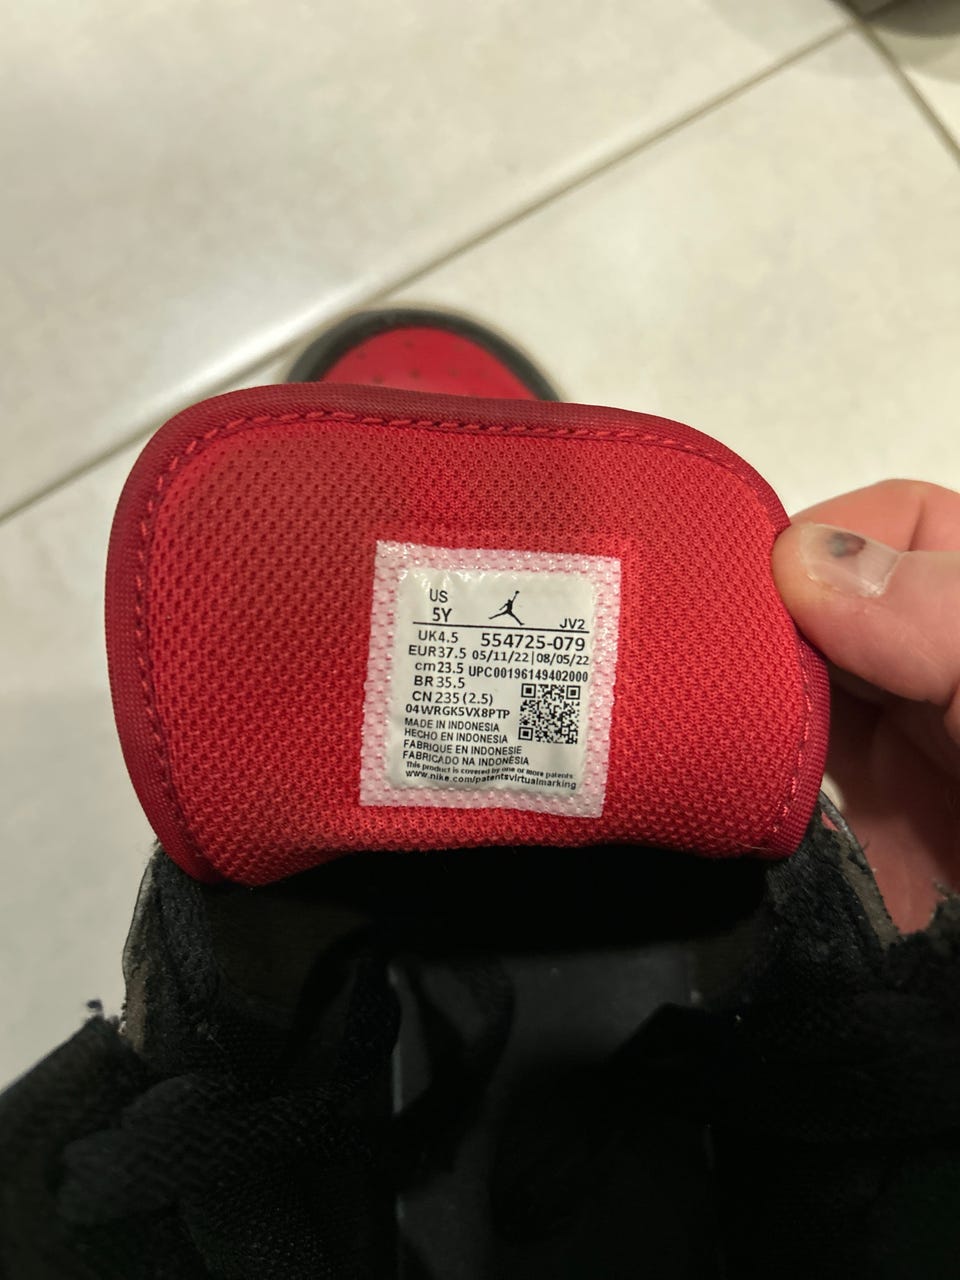 US
5Y
JV2
UK4.5 554725-079
EUR37.5 05/11/22|08/05/22
cm23.5 UPC00196149402000
BR35.5
CN 235 (2.5)
04WRGK5VX8PTP
MADE IN INDONESIA
HECHO EN INDONESIA
FABRIQUE EN INDONESIE
FABRICADO NA INDONÉSIA
This product is covered by one or more patents
www.nike.com/patentsvirtualmarking